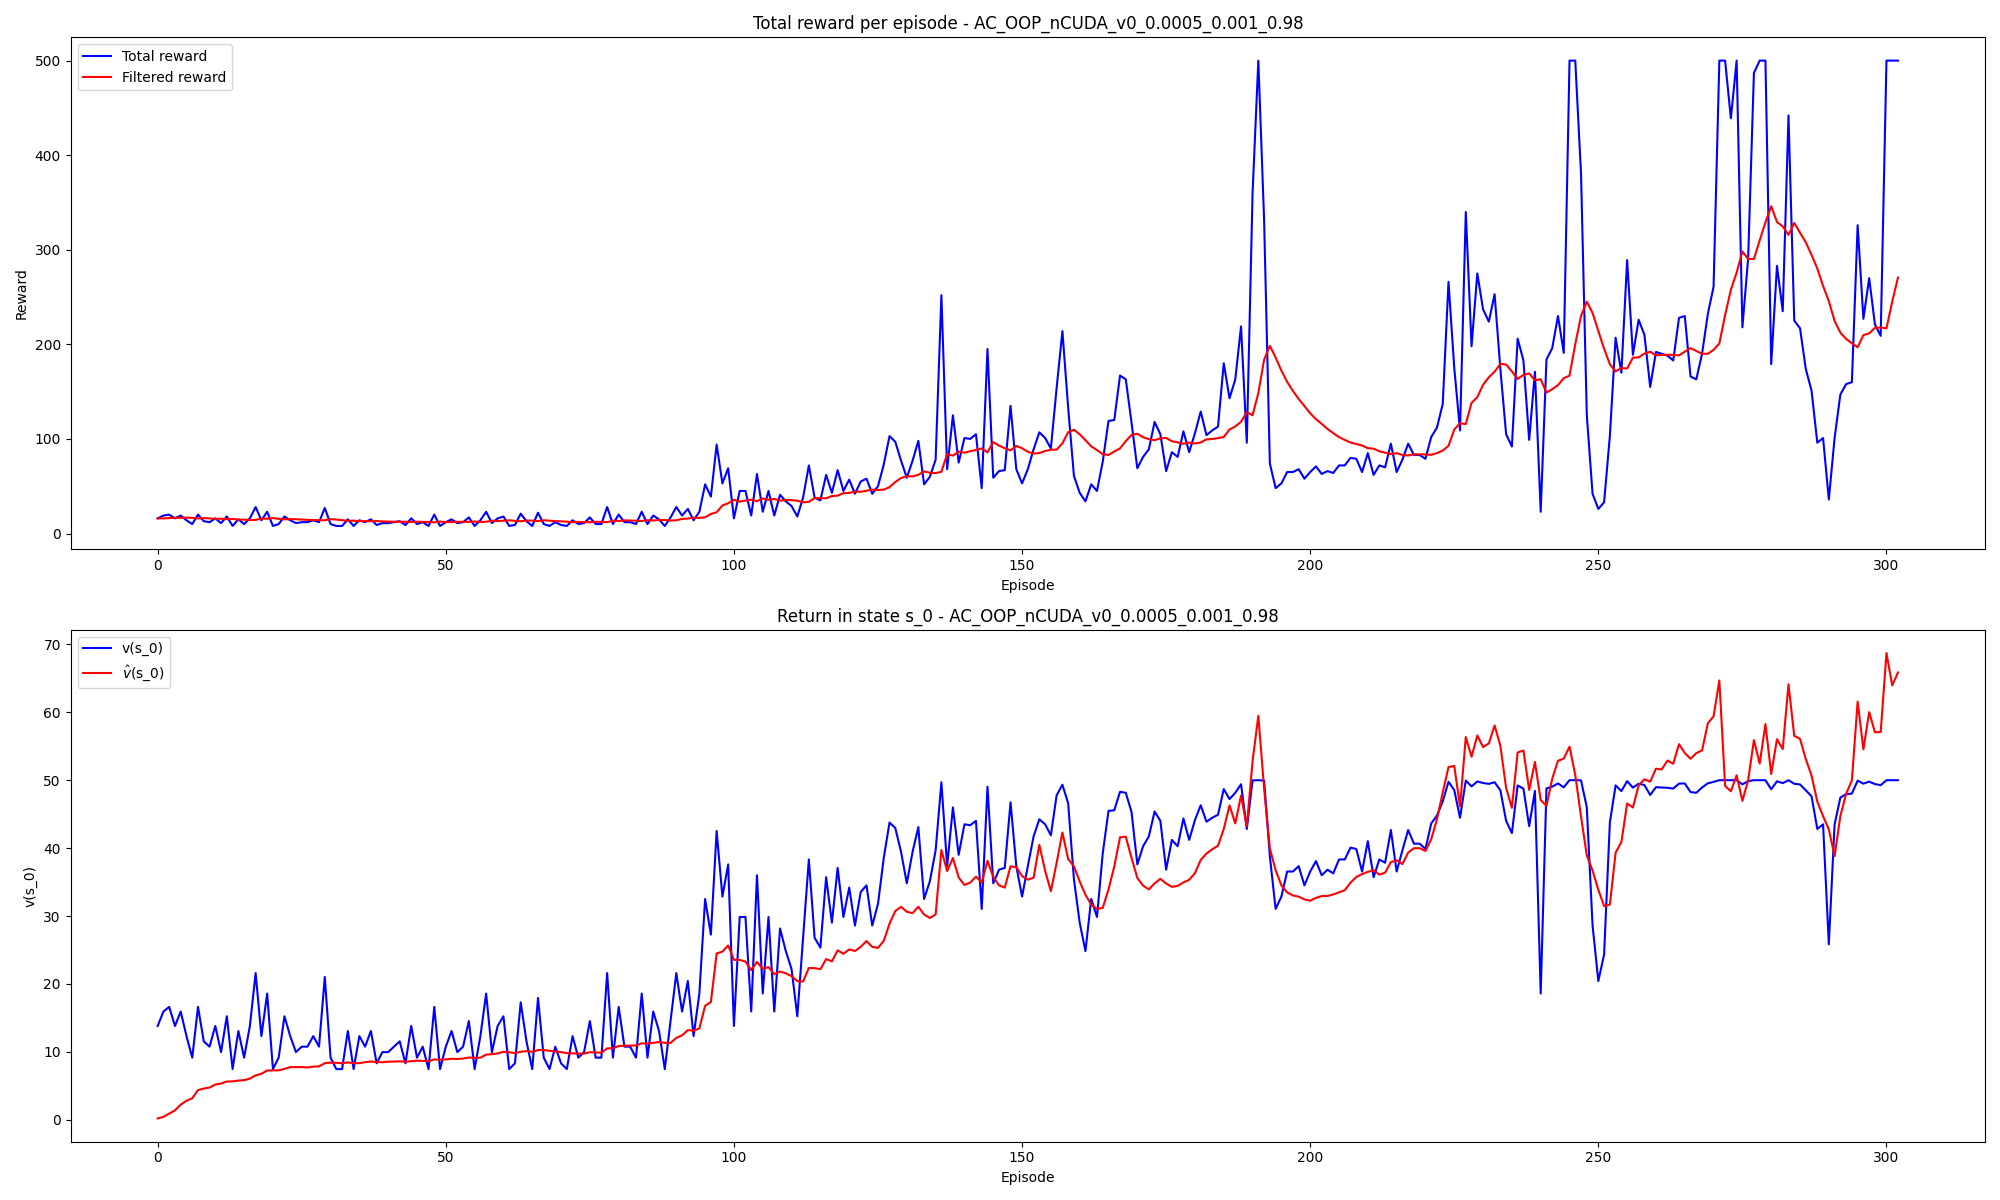 Total reward per episode - AC_OOP_nCUDA_v0_0.0005_0.001_0.98
Total reward
Filtered reward
500
400
300
200
100
0
Reward
0 50 100 150 200 250 300
Episode
Return in state s_0 - AC_OOP_nCUDA_v0_0.0005_0.001_0.98
v(s_0)
v̂(s_0)
70
60
50
40
30
20
10
0
v(s_0)
0 50 100 150 200 250 300
Episode